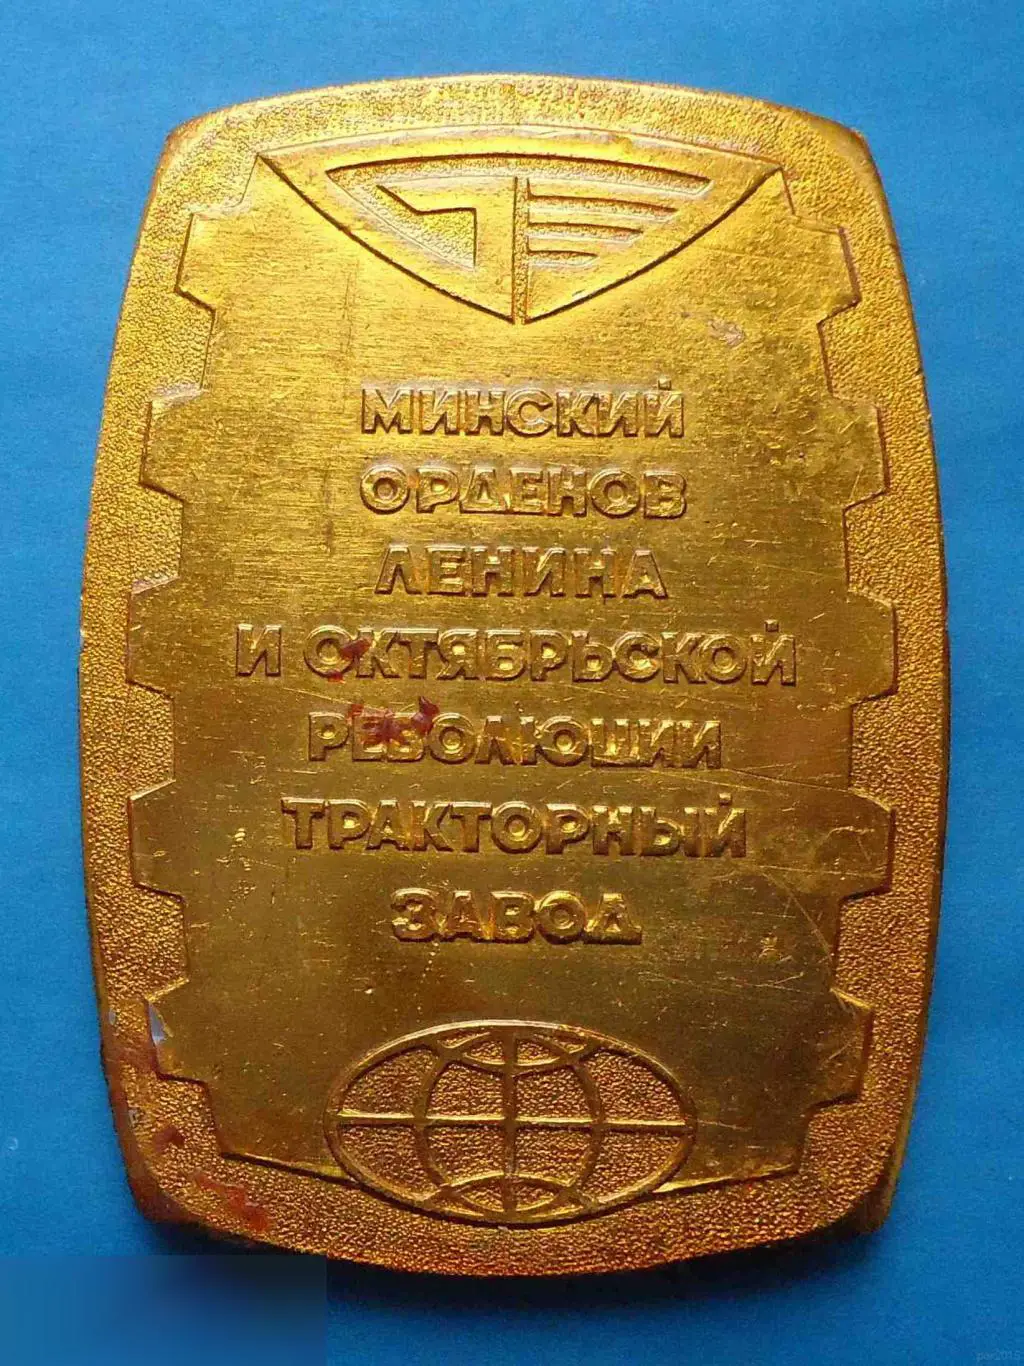 МИНСКИЙ
ОРДЕНОВ
ЛЕНИНА
И ОКТЯБРЬСКОЙ
РЕВОЛЮЦИИ
ТРАКТОРНЫЙ
ЗАВОД